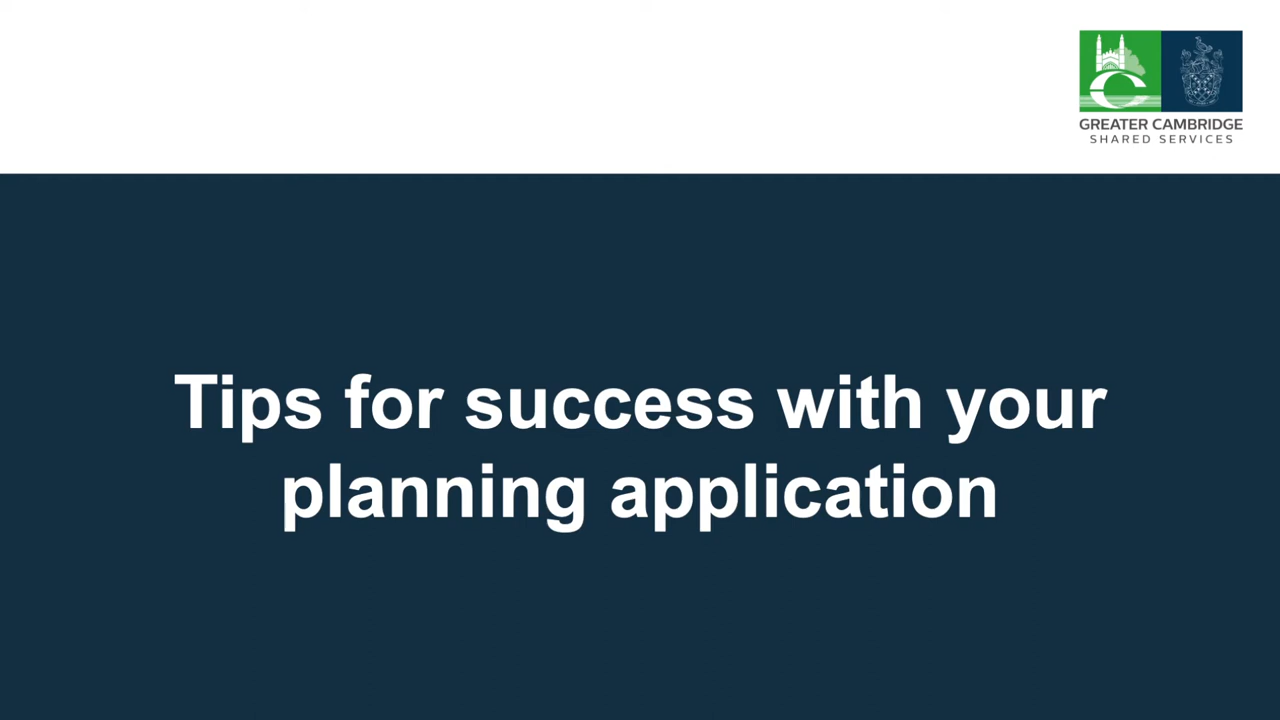 GREATER CAMBRIDGE
SHARED SERVICES
Tips for success with your
planning application